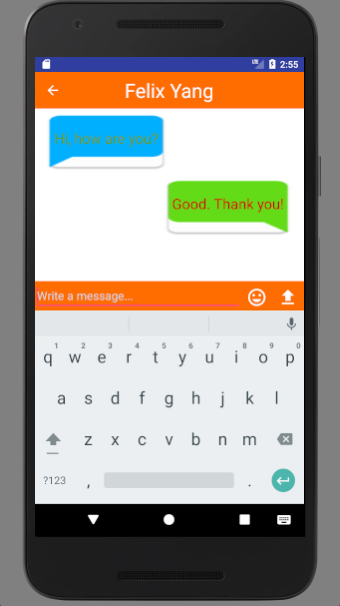 LTE 2:55
Felix Yang
Hi, how are you?
Good. Thank you!
Write a message...
1 2 3 4 5 6 7 8 9 0
q w e r t y u i o p
a s d f g h j k l
z x c v b n m
?123 , .